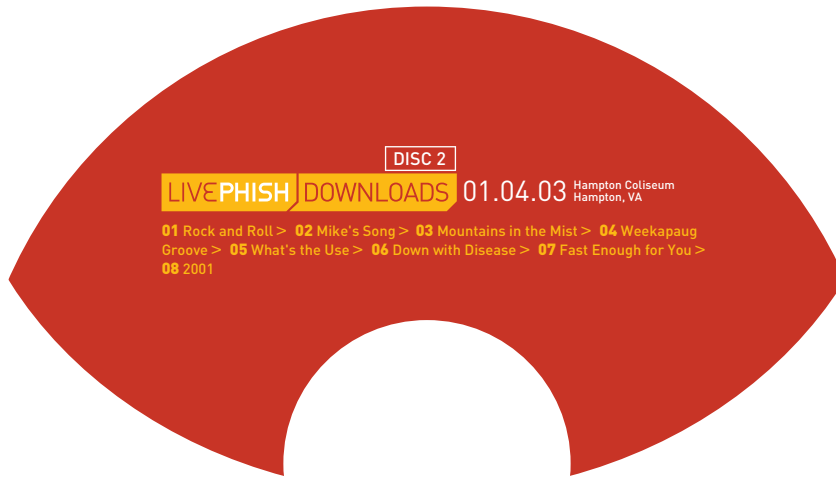 DISC 2
LIVEPHISH DOWNLOADS 01.04.03 Hampton Coliseum
Hampton, VA
01 Rock and Roll > 02 Mike's Song > 03 Mountains in the Mist > 04 Weekapaug
Groove > 05 What's the Use > 06 Down with Disease > 07 Fast Enough for You >
08 2001